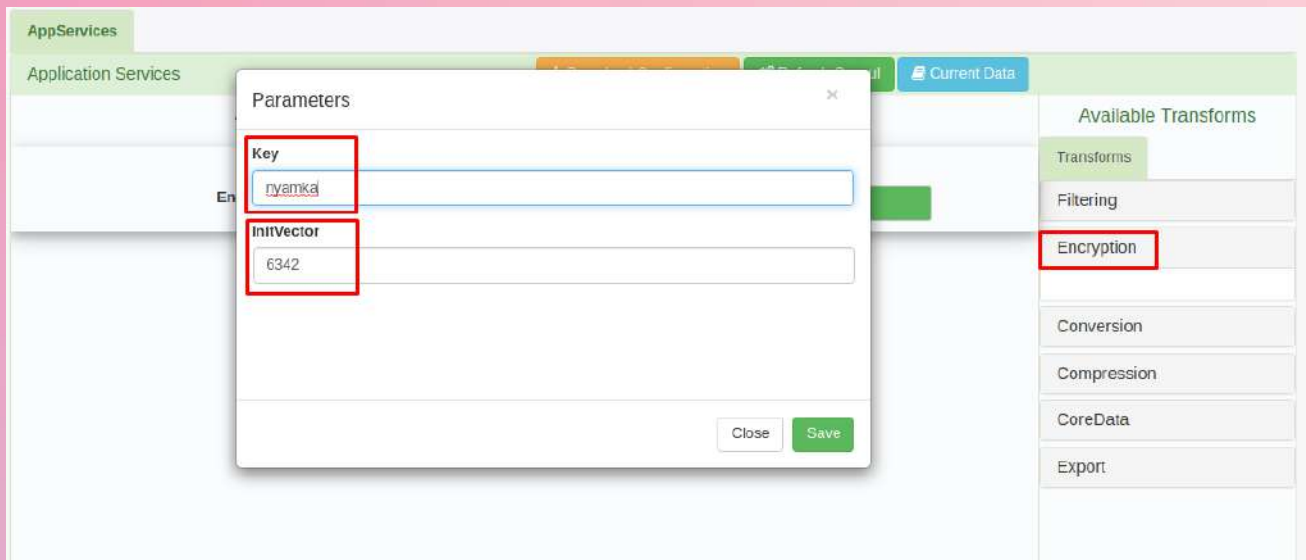 AppServices
Application Services
Current Data
Parameters
×
Key
nyamka
InitVector
6342
Close
Save
Available Transforms
Transforms
Filtering
Encryption
Conversion
Compression
CoreData
Export